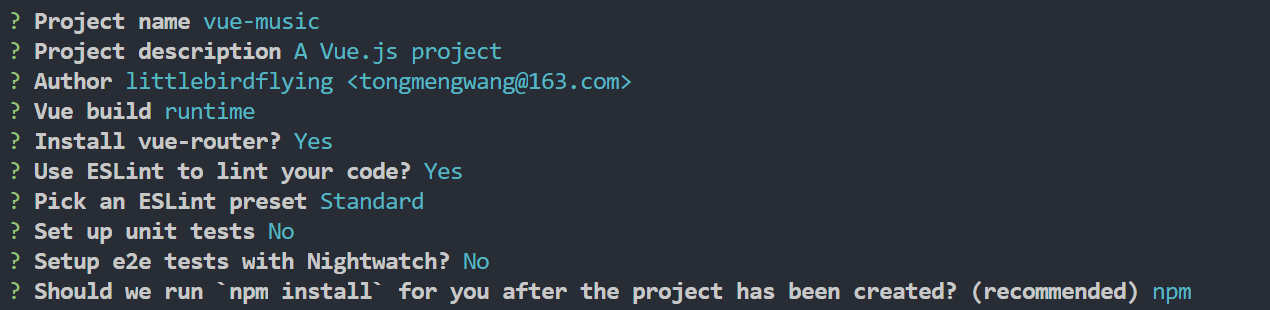 ? Project name vue-music
? Project description A Vue.js project
? Author littlebirdflying <tongmengwang@163.com>
? Vue build runtime
? Install vue-router? Yes
? Use ESLint to lint your code? Yes
? Pick an ESLint preset Standard
? Set up unit tests No
? Setup e2e tests with Nightwatch? No
? Should we run `npm install` for you after the project has been created? (recommended) npm